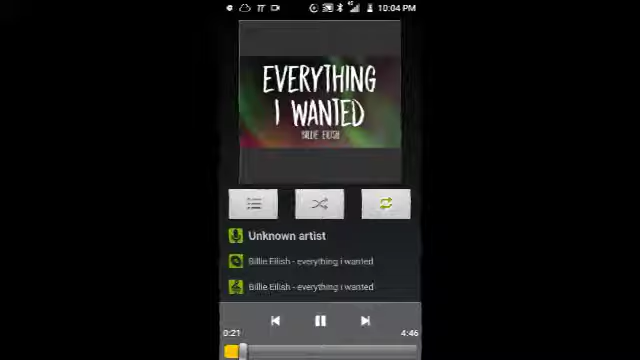 10:04 PM
EVERYTHING
I WANTED
BILLIE EILISH
Unknown artist
Billie Eilish - everything i wanted
Billie Eilish - everything i wanted
0:21
4:46